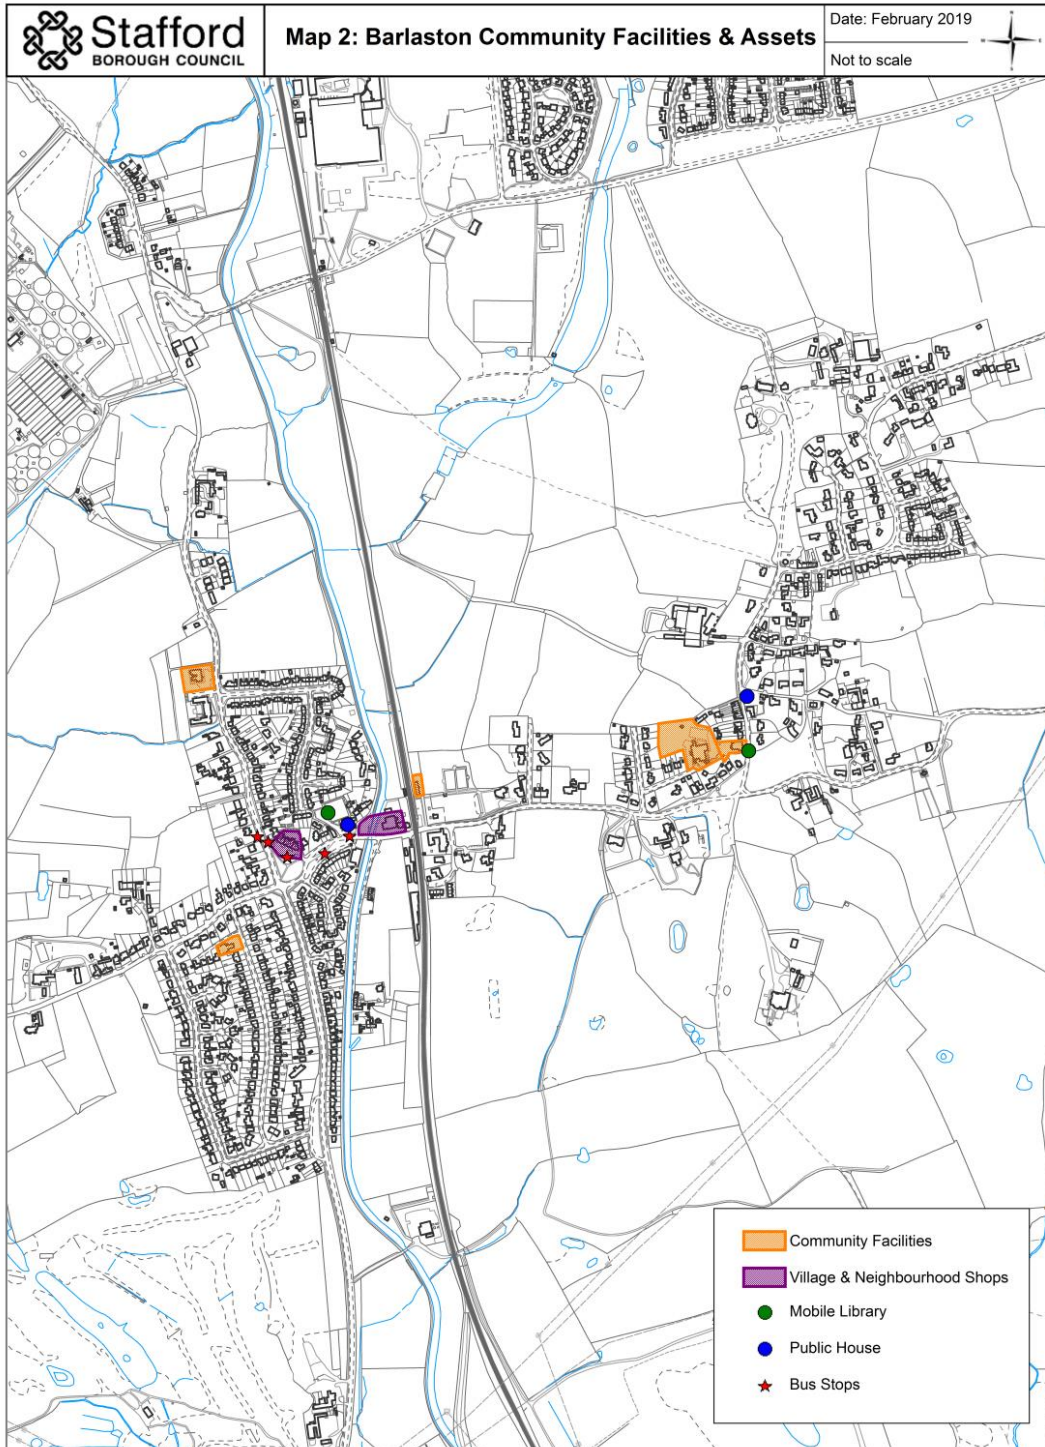 Stafford
BOROUGH COUNCIL
Map 2: Barlaston Community Facilities & Assets
Date: February 2019
Not to scale
Community Facilities
Village & Neighbourhood Shops
Mobile Library
Public House
Bus Stops